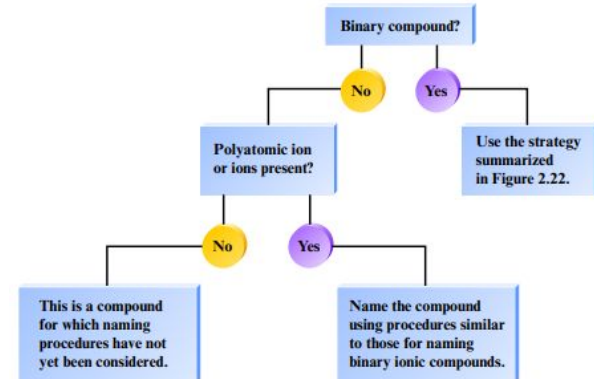 Binary compound?
No
Yes
Polyatomic ion
or ions present?
Use the strategy
summarized
in Figure 2.22.
No
Yes
This is a compound
for which naming
procedures have not
yet been considered.
Name the compound
using procedures similar
to those for naming
binary ionic compounds.